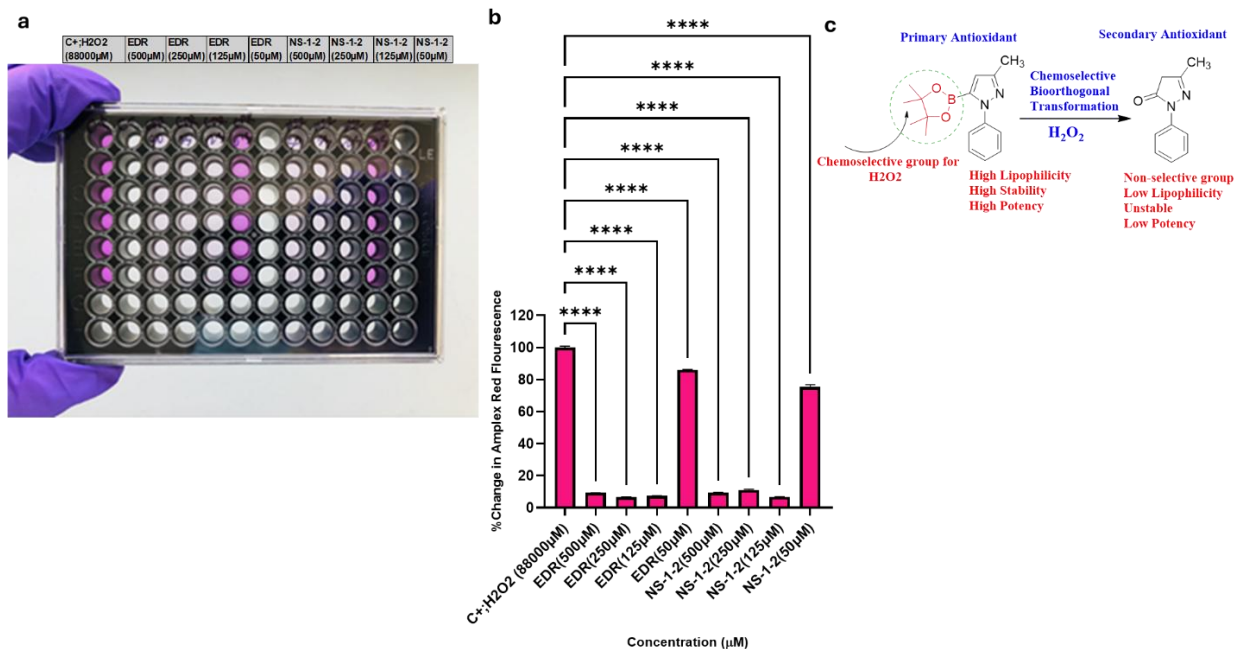 a
C+;H2O2 EDR EDR EDR EDR NS-1-2 NS-1-2 NS-1-2 NS-1-2
(88000µM) (500µM) (250µM) (125µM) (50µM) (500µM) (250µM) (125µM) (50µM)
b
****
****
****
****
****
****
****
****
%Change in Amplex Red Flourescence
120
100
80
60
40
20
0
C+;H2O2 (88000µM)
EDR(500µM)
EDR(250µM)
EDR(125µM)
EDR(50µM)
NS-1-2(500µM)
NS-1-2(250µM)
NS-1-2(125µM)
NS-1-2(50µM)
Concentration (µM)
c
Primary Antioxidant
Secondary Antioxidant
CH3
O
B
O
N
N
Chemoselective
Bioorthogonal
Transformation
H2O2
CH3
O
N
N
Chemoselective group for
H2O2
High Lipophilicity
High Stability
High Potency
Non-selective group
Low Lipophilicity
Unstable
Low Potency